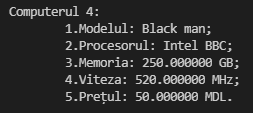 Computerul 4:
1.Modelul: Black man;
2.Procesorul: Intel BBC;
3.Memoria: 250.000000 GB;
4.Viteza: 520.000000 MHz;
5.Prețul: 50.000000 MDL.